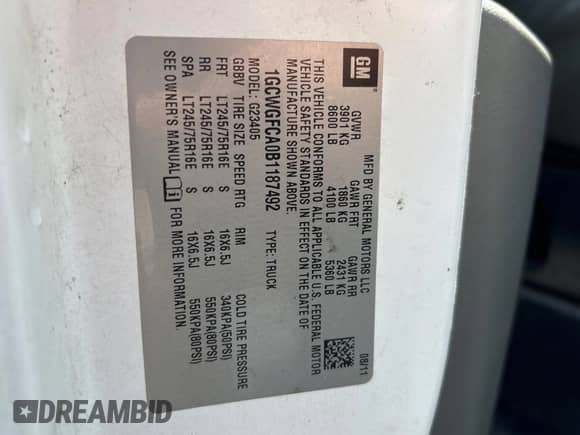 GM
MFD BY GENERAL MOTORS LLC 08/11
GVWR GAWR FRT GAWR RR
3901 KG 1860 KG 2431 KG
8600 LB 4100 LB 5360 LB
THIS VEHICLE CONFORMS TO ALL APPLICABLE U.S. FEDERAL MOTOR
VEHICLE SAFETY STANDARDS IN EFFECT ON THE DATE OF
MANUFACTURE SHOWN ABOVE.
1GCWGFCA0B1187492 TYPE: TRUCK
MODEL: G23405
GBBV TIRE SIZE SPEED RTG RIM COLD TIRE PRESSURE
FRT LT245/75R16E S 16X6.5J 340KPA(50PSI)
RR LT245/75R16E S 16X6.5J 550KPA(80PSI)
SPA LT245/75R16E S 16X6.5J 550KPA(80PSI)
SEE OWNER'S MANUAL FOR MORE INFORMATION.
DREAMBID